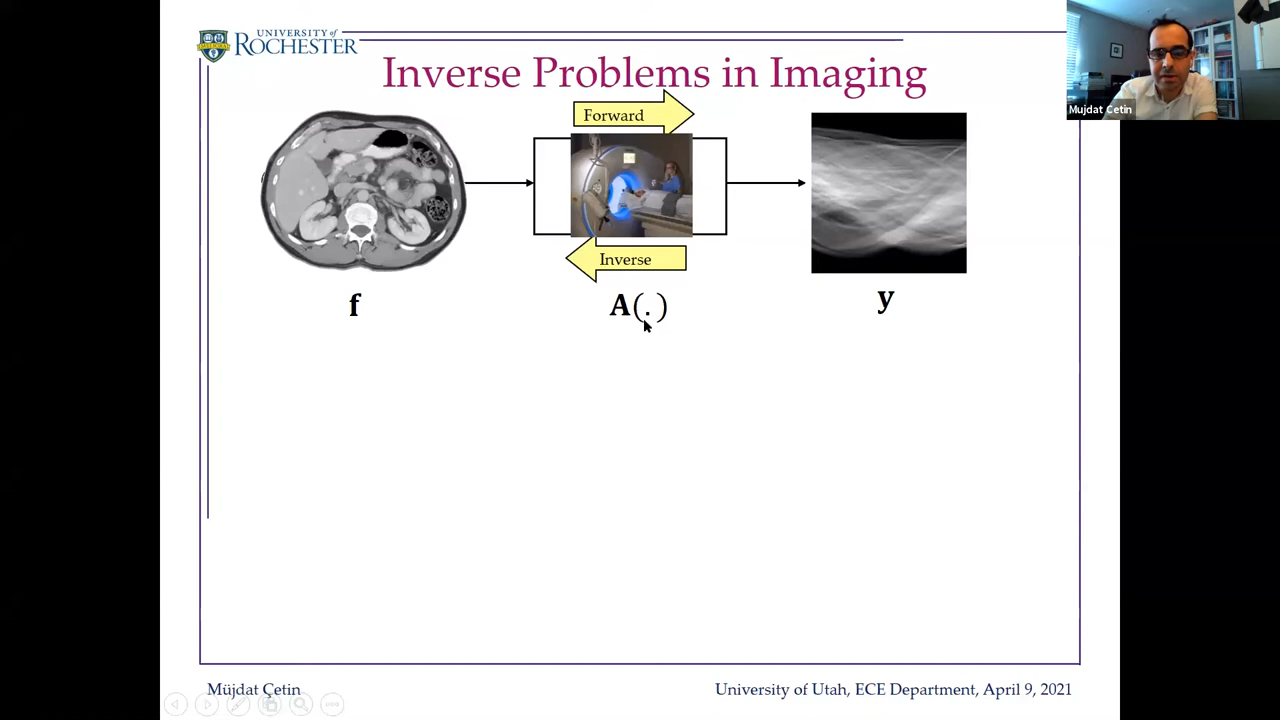 UNIVERSITY of
ROCHESTER
Inverse Problems in Imaging
Mujdat Cetin
Forward
Inverse
f
A(.)
y
Müjdat Çetin
University of Utah, ECE Department, April 9, 2021